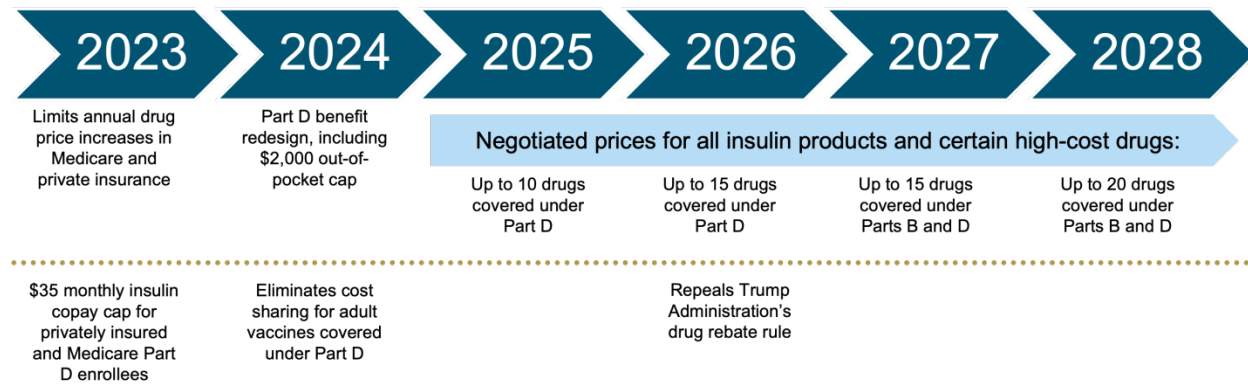 2023
2024
2025
2026
2027
2028
Limits annual drug
price increases in
Medicare and
private insurance
Part D benefit
redesign, including
$2,000 out-of-
pocket cap
Negotiated prices for all insulin products and certain high-cost drugs:
Up to 10 drugs
covered under
Part D
Up to 15 drugs
covered under
Part D
Up to 15 drugs
covered under
Parts B and D
Up to 20 drugs
covered under
Parts B and D
$35 monthly insulin
copay cap for
privately insured
and Medicare Part
D enrollees
Eliminates cost
sharing for adult
vaccines covered
under Part D
Repeals Trump
Administration's
drug rebate rule